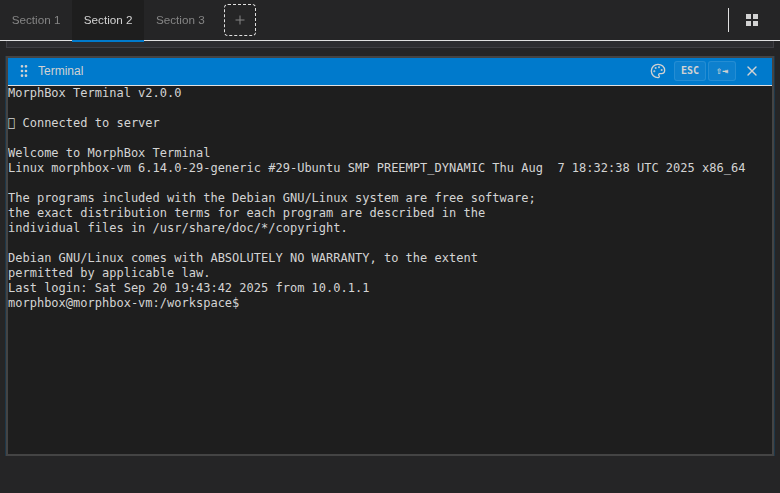 Section 1 Section 2 Section 3 +
Terminal ESC ⇧⇥
MorphBox Terminal v2.0.0
Connected to server
Welcome to MorphBox Terminal
Linux morphbox-vm 6.14.0-29-generic #29-Ubuntu SMP PREEMPT_DYNAMIC Thu Aug  7 18:32:38 UTC 2025 x86_64
The programs included with the Debian GNU/Linux system are free software;
the exact distribution terms for each program are described in the
individual files in /usr/share/doc/*/copyright.
Debian GNU/Linux comes with ABSOLUTELY NO WARRANTY, to the extent
permitted by applicable law.
Last login: Sat Sep 20 19:43:42 2025 from 10.0.1.1
morphbox@morphbox-vm:/workspace$